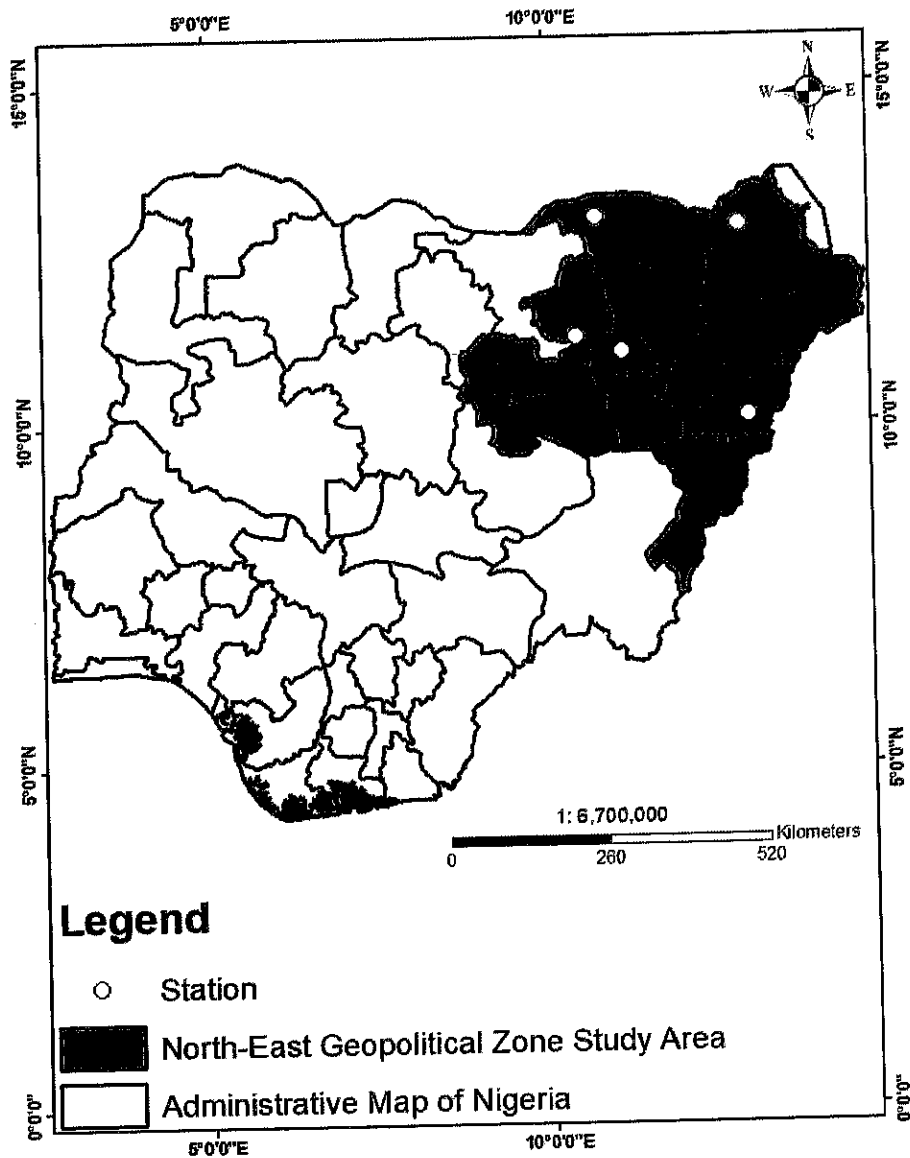 5°0'0"E 10°0'0"E
15°0'0"N
15°0'0"N
N
W E
S
10°0'0"N
10°0'0"N
5°0'0"N
5°0'0"N
1: 6,700,000
Kilometers
0 260 520
Legend
Station
North-East Geopolitical Zone Study Area
Administrative Map of Nigeria
0°0'0"
0°0'0"
5°0'0"E 10°0'0"E